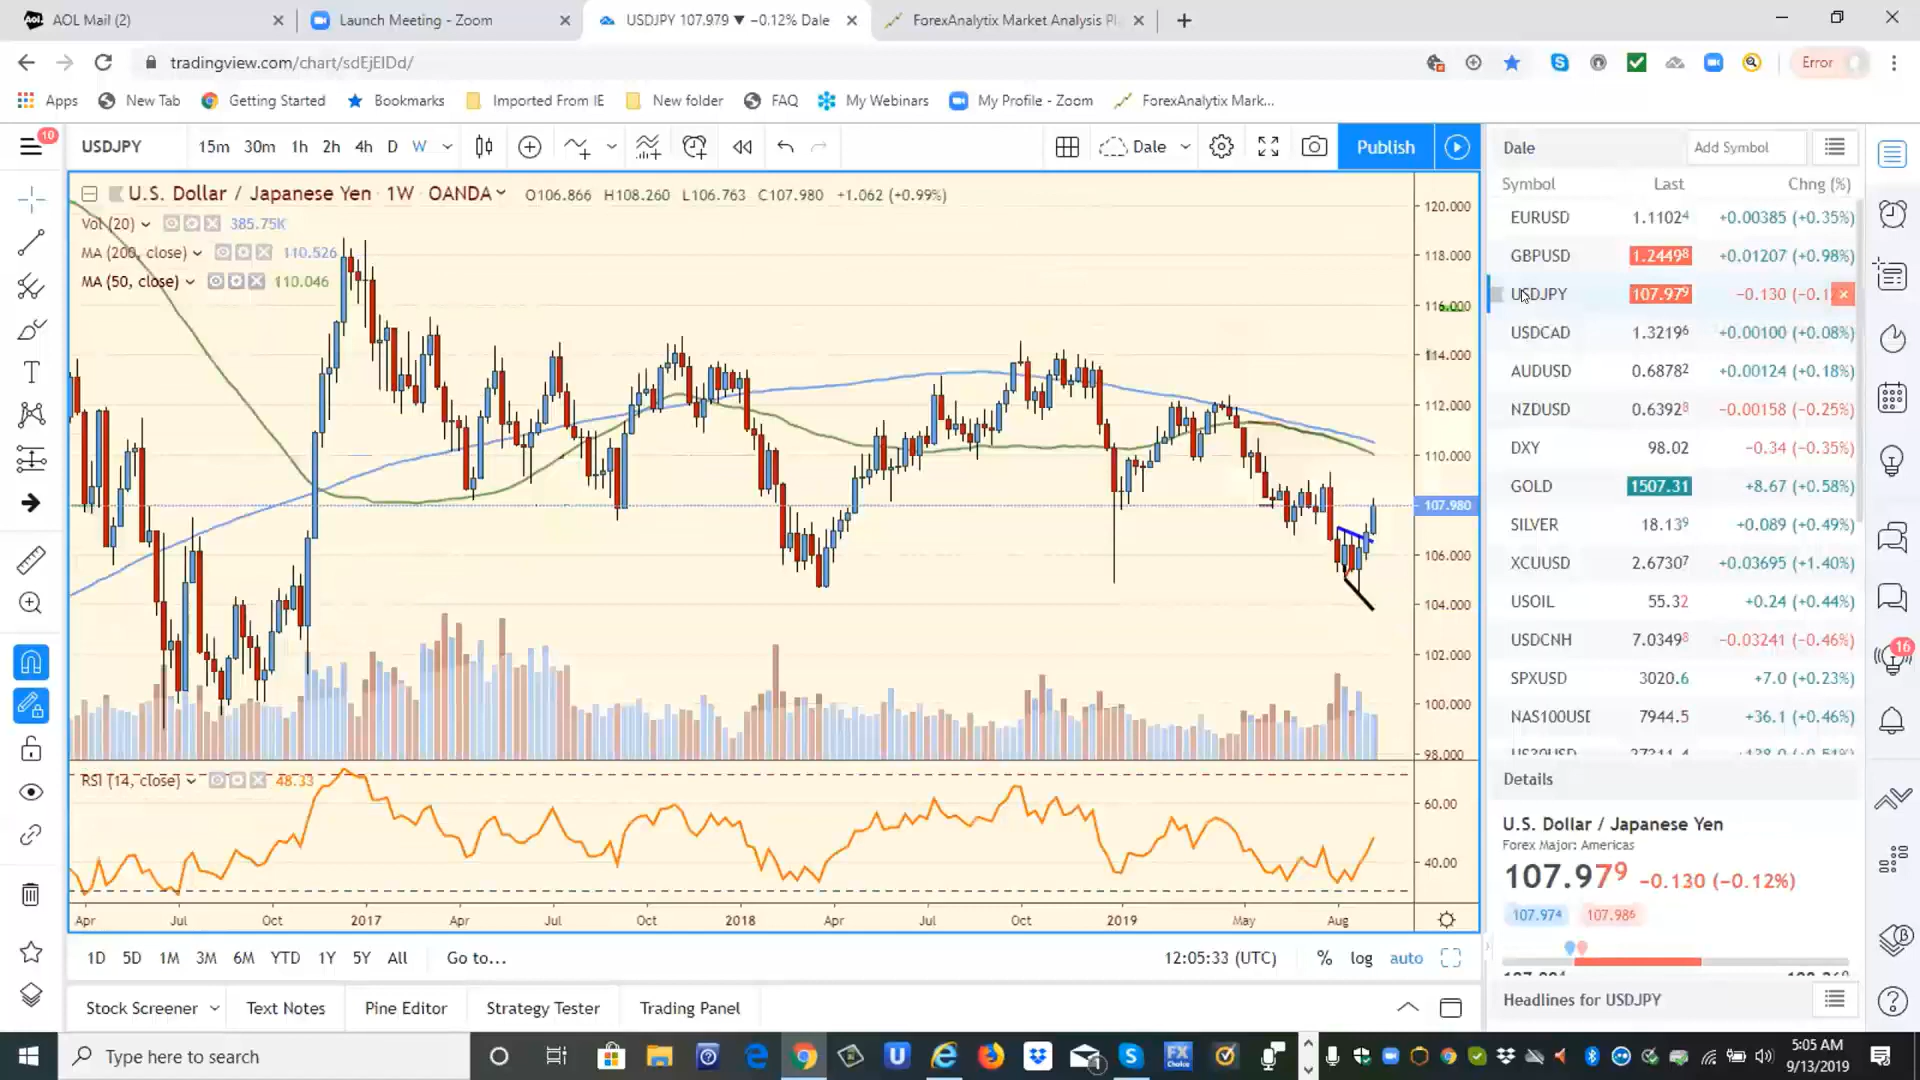 AOL Mail (2)
Launch Meeting - Zoom
USDJPY 107.979 ▼ −0.12% Dale
ForexAnalytix Market Analysis Pl
tradingview.com/chart/sdEjEIDd/
Error
Apps
New Tab
Getting Started
Bookmarks
Imported From IE
New folder
FAQ
My Webinars
My Profile - Zoom
ForexAnalytix Mark...
10
USDJPY
15m 30m 1h 2h 4h D W
Dale
Publish
Dale
Add Symbol
U.S. Dollar / Japanese Yen 1W OANDA
O106.866 H108.260 L106.763 C107.980 +1.062 (+0.99%)
Vol (20)
385.75K
MA (200, close)
110.526
MA (50, close)
110.046
120.000
118.000
116.000
114.000
112.000
110.000
107.980
106.000
104.000
102.000
100.000
98.000
RSI (14, close)
48.33
60.00
40.00
Apr Jul Oct 2017 Apr Jul Oct 2018 Apr Jul Oct 2019 May Aug
1D 5D 1M 3M 6M YTD 1Y 5Y All
Go to...
12:05:33 (UTC)
% log auto
Stock Screener
Text Notes
Pine Editor
Strategy Tester
Trading Panel
Symbol Last Chng (%)
EURUSD 1.11024 +0.00385 (+0.35%)
GBPUSD 1.24498 +0.01207 (+0.98%)
USDJPY 107.979 −0.130 (−0.1
USDCAD 1.32196 +0.00100 (+0.08%)
AUDUSD 0.68782 +0.00124 (+0.18%)
NZDUSD 0.63928 −0.00158 (−0.25%)
DXY 98.02 −0.34 (−0.35%)
GOLD 1507.31 +8.67 (+0.58%)
SILVER 18.139 +0.089 (+0.49%)
XCUUSD 2.67307 +0.03695 (+1.40%)
USOIL 55.32 +0.24 (+0.44%)
USDCNH 7.03498 −0.03241 (−0.46%)
SPXUSD 3020.6 +7.0 (+0.23%)
NAS100USD 7944.5 +36.1 (+0.46%)
16
Details
U.S. Dollar / Japanese Yen
Forex Major: Americas
107.979 −0.130 (−0.12%)
107.974
107.986
Headlines for USDJPY
Type here to search
1
FX
Choice
5:05 AM
9/13/2019